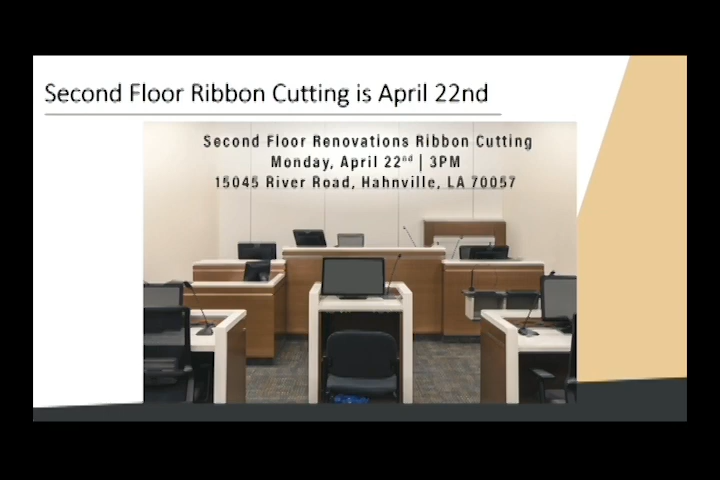 Second Floor Ribbon Cutting is April 22nd
Second Floor Renovations Ribbon Cutting
Monday, April 22nd | 3PM
15045 River Road, Hahnville, LA 70057